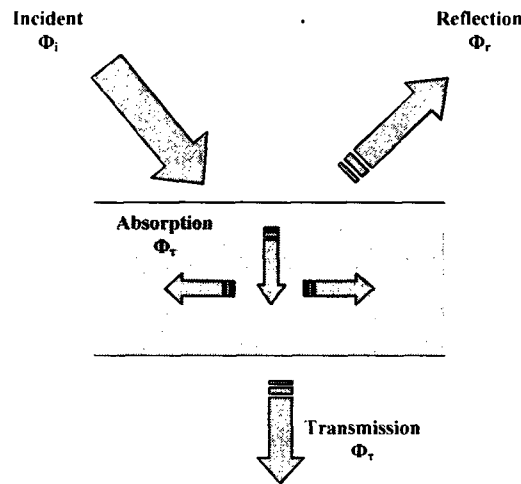 Incident
Φi
Reflection
Φr
Absorption
Φτ
Transmission
Φτ